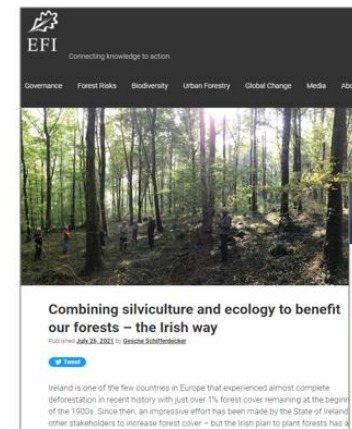 EFI
Connecting knowledge to action
Governance Forest Risks Biodiversity Urban Forestry Global Change Media Abo
Combining silviculture and ecology to benefit
our forests – the Irish way
Published July 26, 2021 by Gesche Schifferdecker
Tweet
Ireland is one of the few countries in Europe that experienced almost complete
deforestation in recent history with just over 1% forest cover remaining at the beginn
of the 1900s. Since then, an impressive effort has been made by the State of Ireland
other stakeholders to increase forest cover – but the Irish plan to plant forests has a